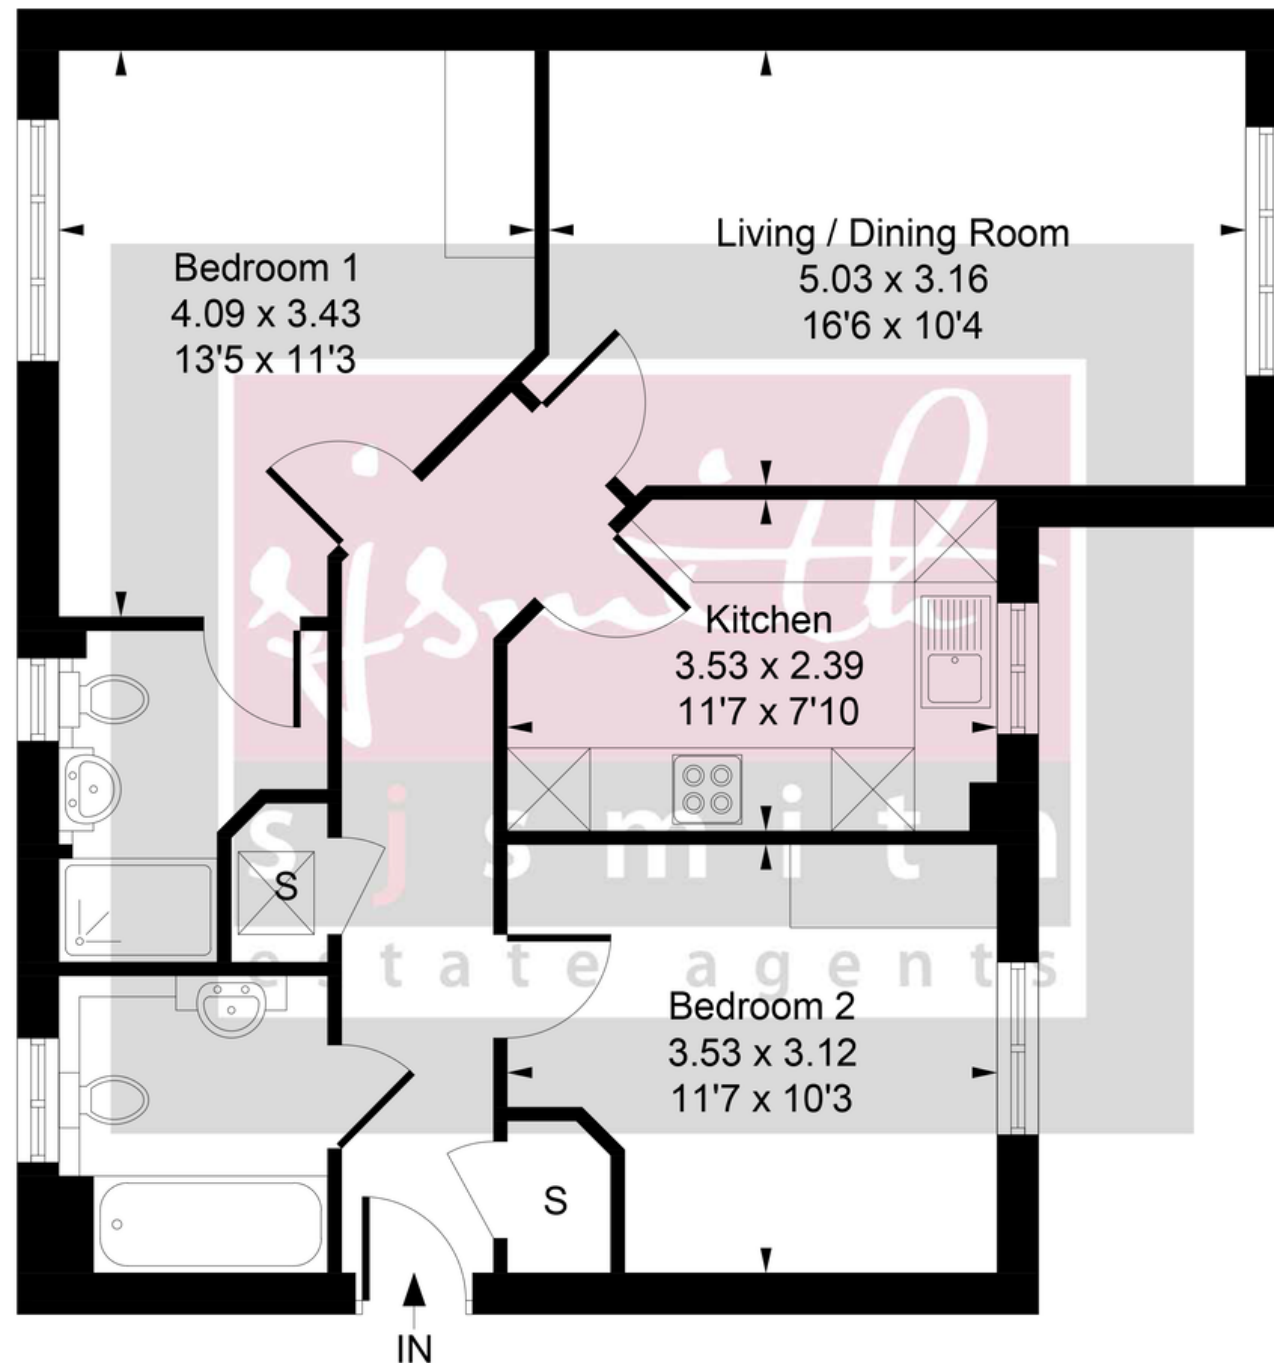 Bedroom 1
4.09 x 3.43
13'5 x 11'3
Living / Dining Room
5.03 x 3.16
16'6 x 10'4
sjsmith
Kitchen
3.53 x 2.39
11'7 x 7'10
sjsmith
S
estate agents
Bedroom 2
3.53 x 3.12
11'7 x 10'3
S
IN